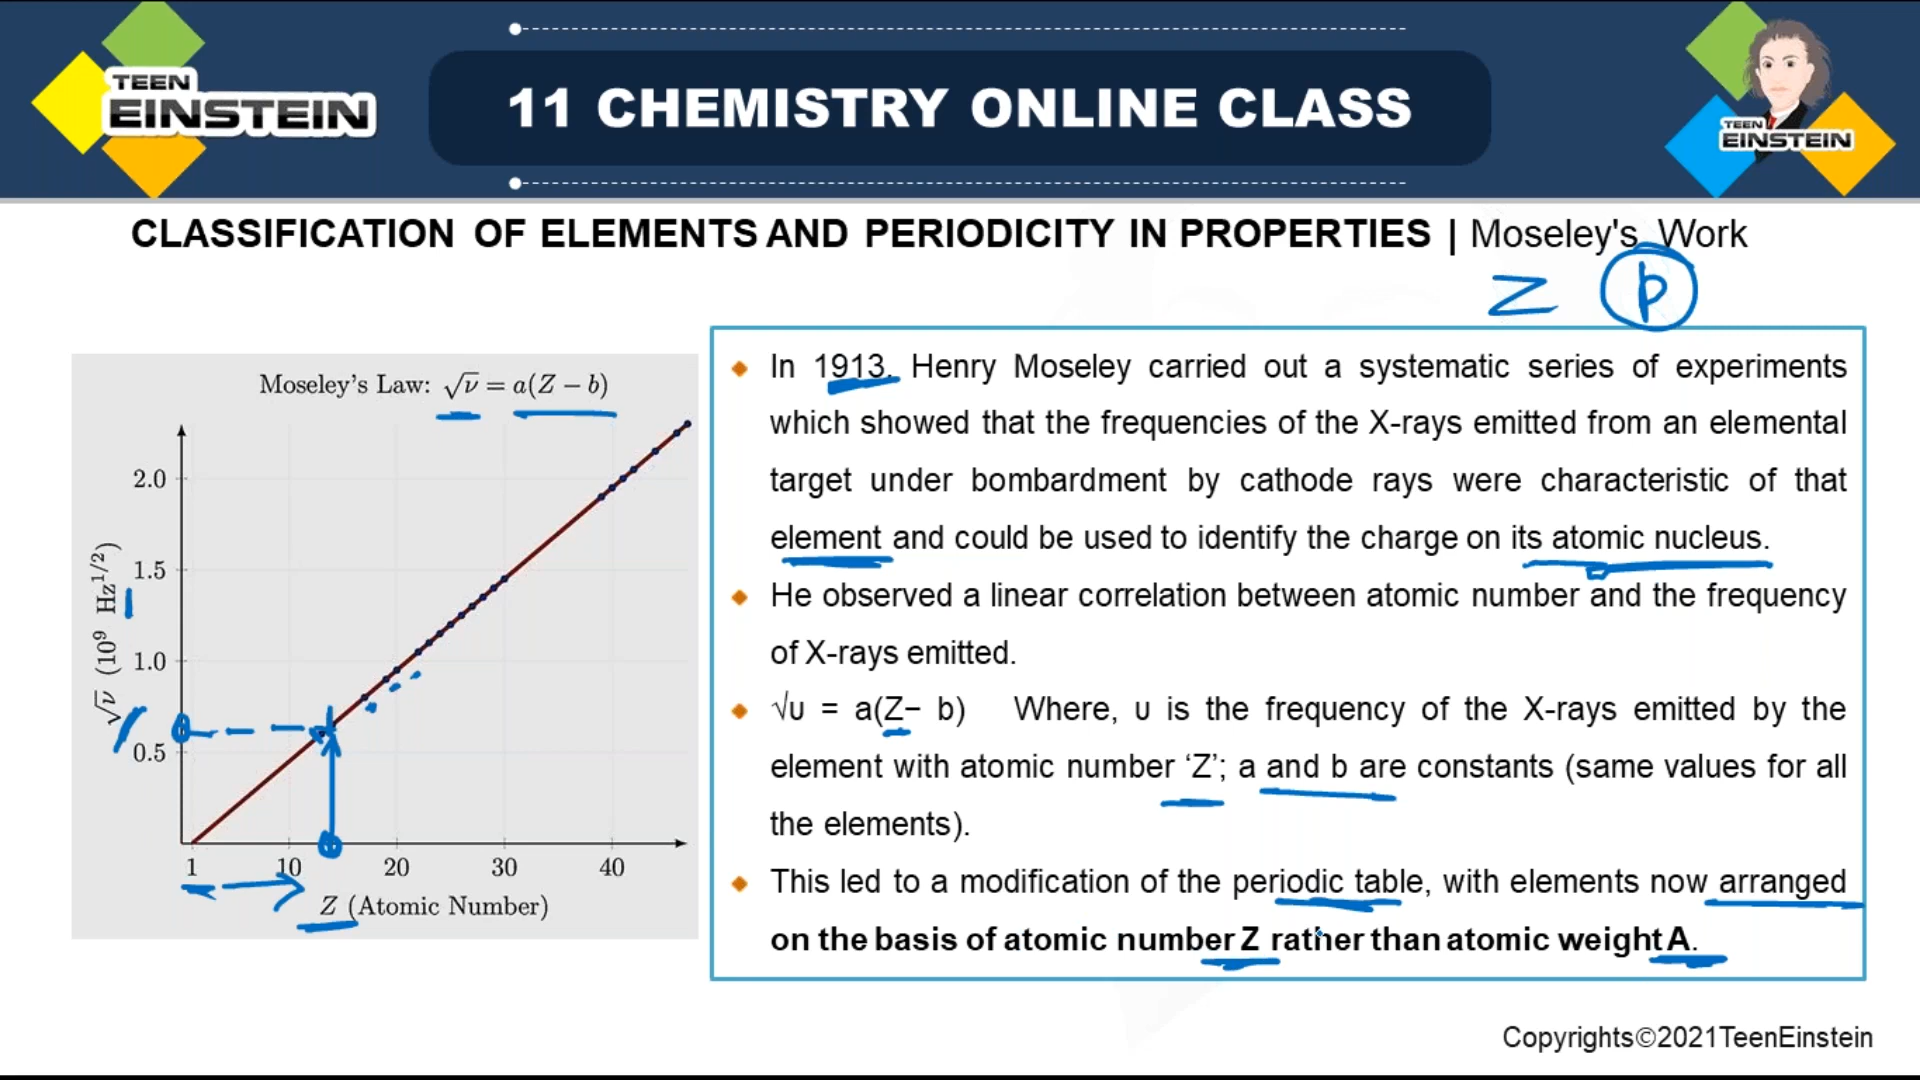 TEEN
EINSTEIN
11 CHEMISTRY ONLINE CLASS
TEEN
EINSTEIN
CLASSIFICATION OF ELEMENTS AND PERIODICITY IN PROPERTIES | Moseley's Work
Z p
Moseley's Law: √ν = a(Z − b)
2.0
1.5
1.0
0.5
√ν (10⁹ Hz¹ᐟ²)
1 10 20 30 40
Z (Atomic Number)
In 1913, Henry Moseley carried out a systematic series of experiments
which showed that the frequencies of the X-rays emitted from an elemental
target under bombardment by cathode rays were characteristic of that
element and could be used to identify the charge on its atomic nucleus.
He observed a linear correlation between atomic number and the frequency
of X-rays emitted.
√υ = a(Z− b) Where, υ is the frequency of the X-rays emitted by the
element with atomic number ‘Z’; a and b are constants (same values for all
the elements).
This led to a modification of the periodic table, with elements now arranged
on the basis of atomic number Z rather than atomic weight A.
Copyrights©2021TeenEinstein